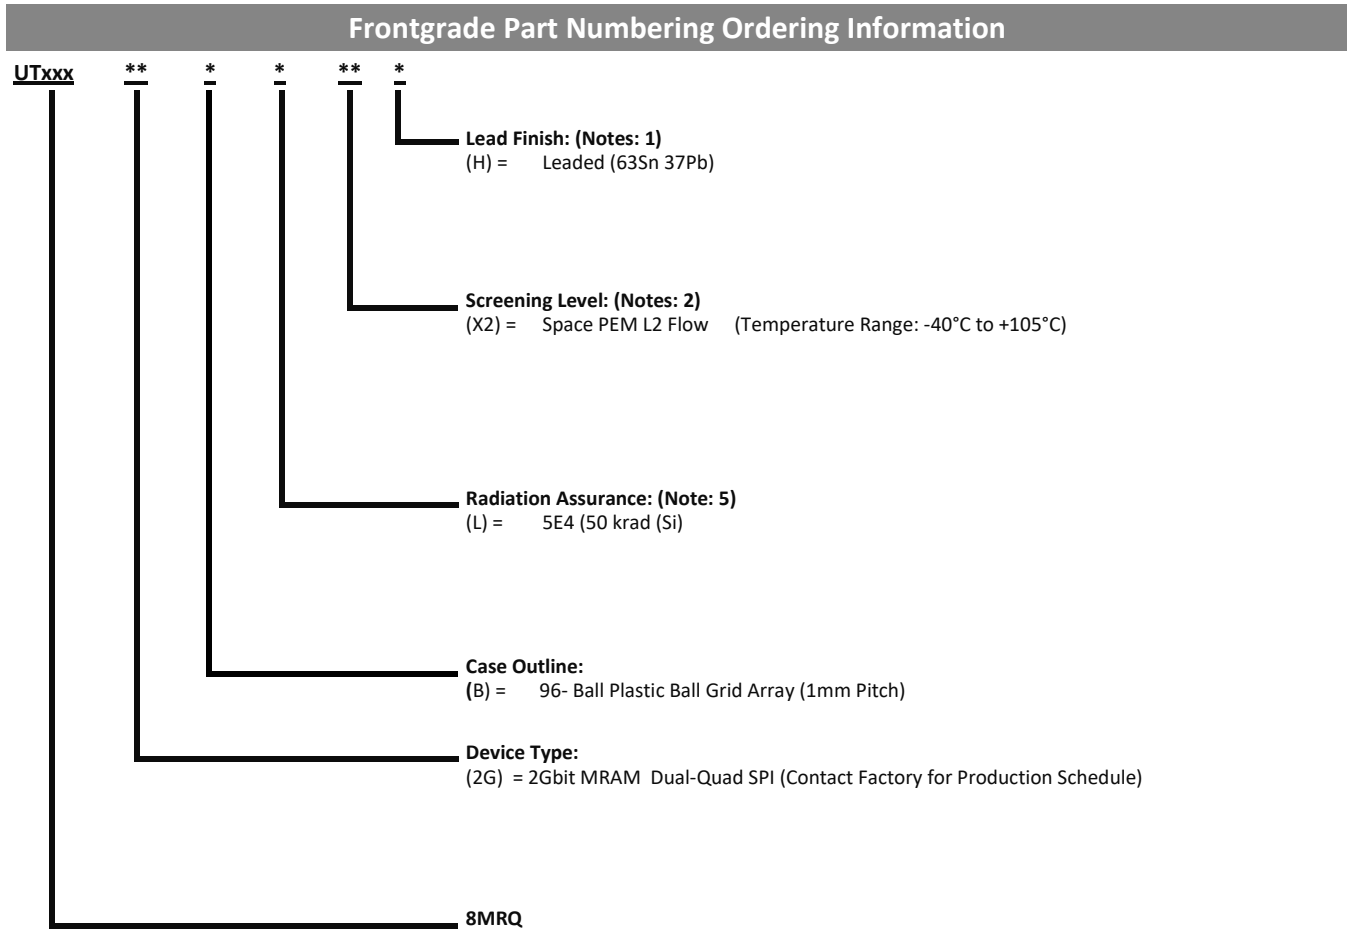 Frontgrade Part Numbering Ordering Information
UTxxx ** * * ** *
Lead Finish: (Notes: 1)
(H) = Leaded (63Sn 37Pb)
Screening Level: (Notes: 2)
(X2) = Space PEM L2 Flow (Temperature Range: -40°C to +105°C)
Radiation Assurance: (Note: 5)
(L) = 5E4 (50 krad (Si)
Case Outline:
(B) = 96- Ball Plastic Ball Grid Array (1mm Pitch)
Device Type:
(2G) = 2Gbit MRAM Dual-Quad SPI (Contact Factory for Production Schedule)
8MRQ